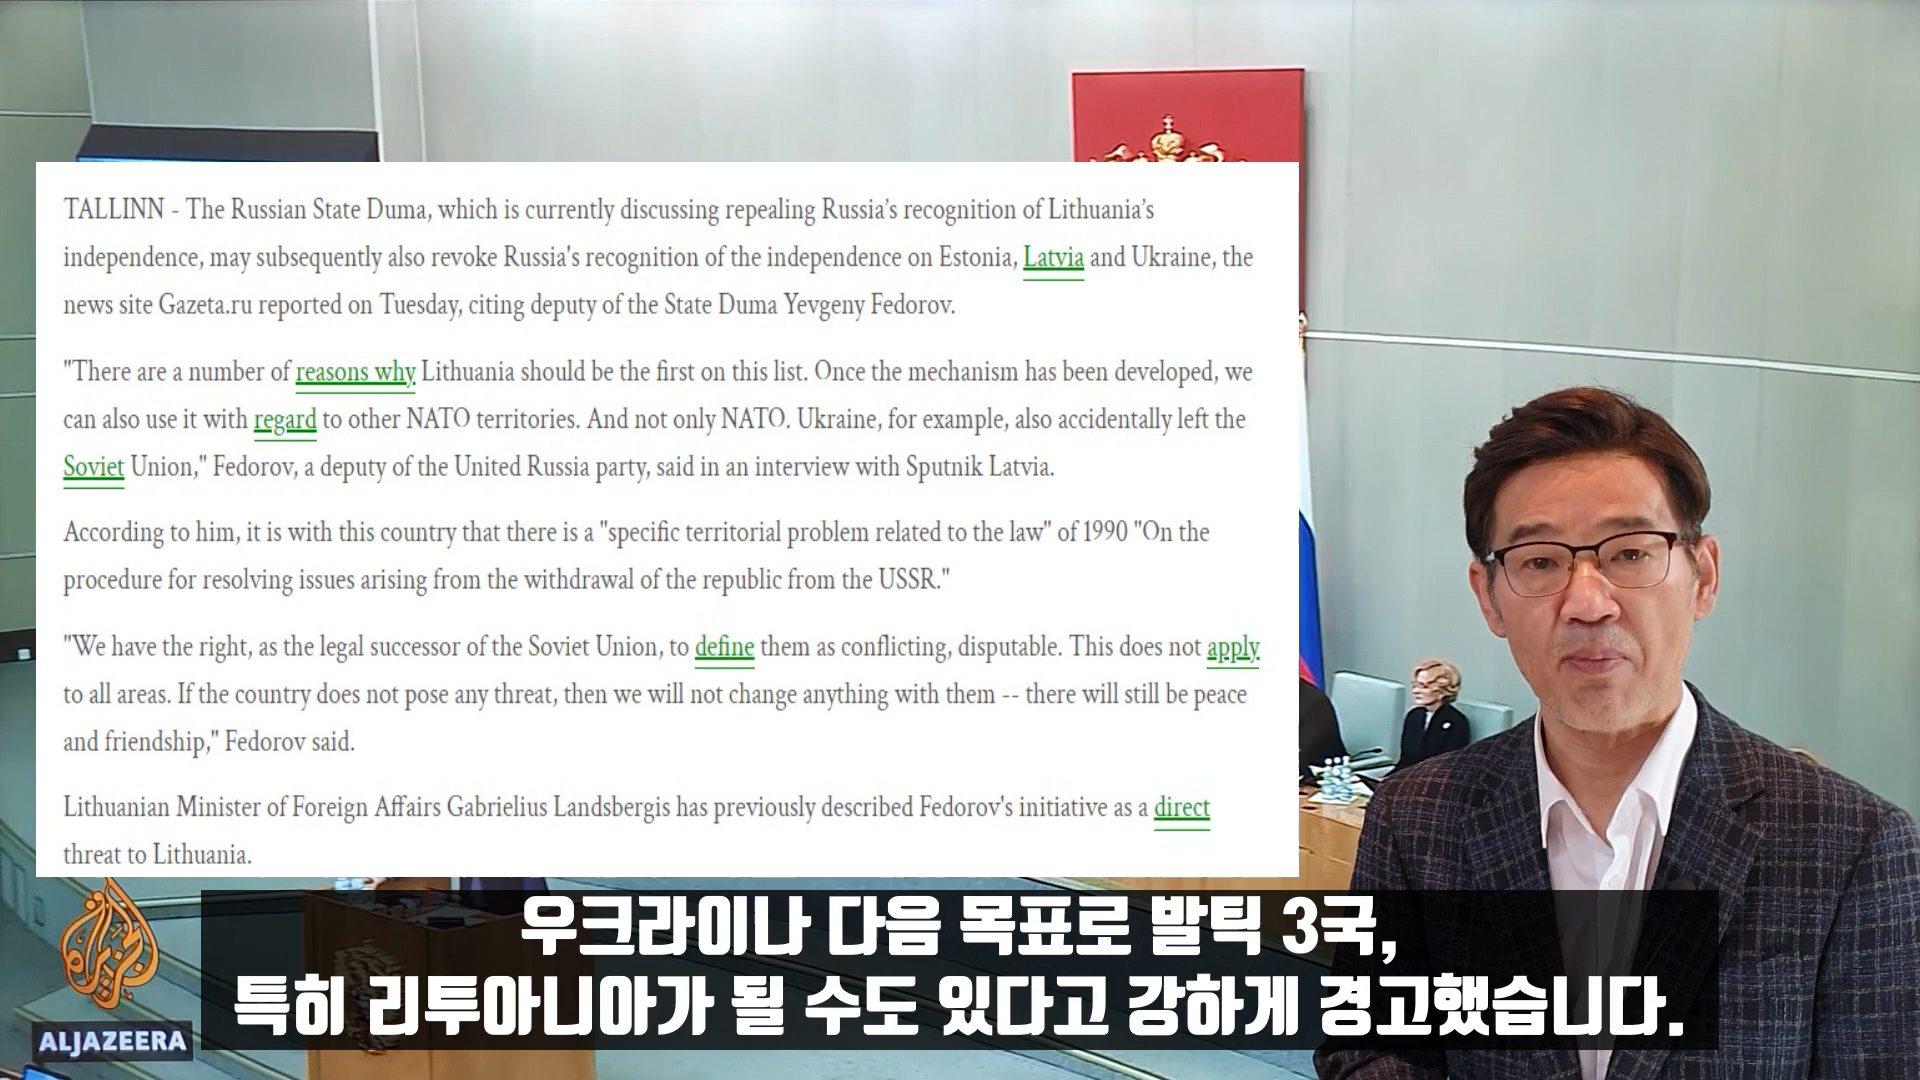 TALLINN - The Russian State Duma, which is currently discussing repealing Russia’s recognition of Lithuania’s
independence, may subsequently also revoke Russia's recognition of the independence on Estonia, Latvia and Ukraine, the
news site Gazeta.ru reported on Tuesday, citing deputy of the State Duma Yevgeny Fedorov.
"There are a number of reasons why Lithuania should be the first on this list. Once the mechanism has been developed, we
can also use it with regard to other NATO territories. And not only NATO. Ukraine, for example, also accidentally left the
Soviet Union," Fedorov, a deputy of the United Russia party, said in an interview with Sputnik Latvia.
According to him, it is with this country that there is a "specific territorial problem related to the law" of 1990 "On the
procedure for resolving issues arising from the withdrawal of the republic from the USSR."
"We have the right, as the legal successor of the Soviet Union, to define them as conflicting, disputable. This does not apply
to all areas. If the country does not pose any threat, then we will not change anything with them -- there will still be peace
and friendship," Fedorov said.
Lithuanian Minister of Foreign Affairs Gabrielius Landsbergis has previously described Fedorov's initiative as a direct
threat to Lithuania.
우크라이나 다음 목표로 발틱 3국,
특히 리투아니아가 될 수도 있다고 강하게 경고했습니다.
ALJAZEERA